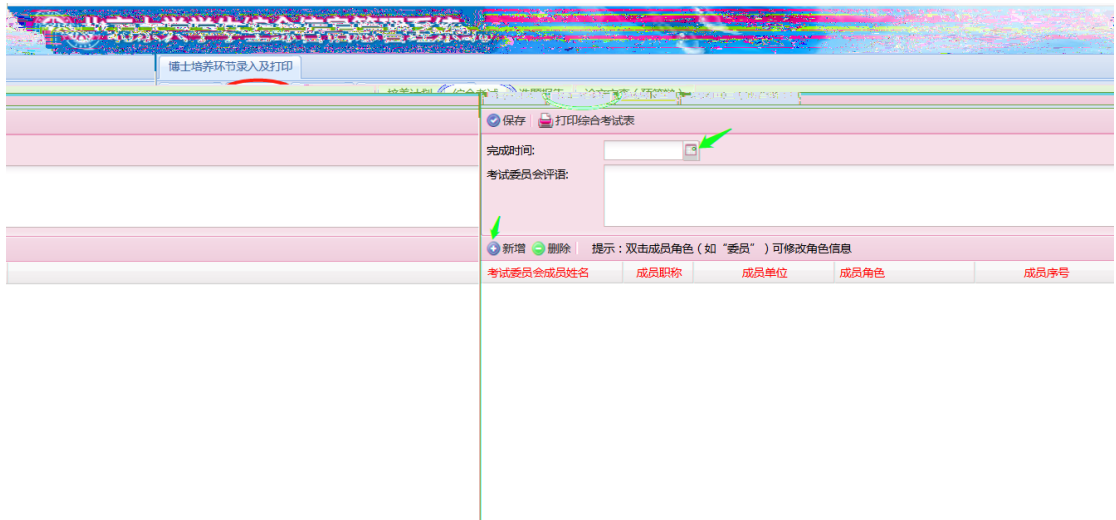 博士培养环节录入及打印
保存 打印综合考试表
完成时间:
考试委员会评语:
新增 删除 提示：双击成员角色（如“委员”）可修改角色信息
考试委员会成员姓名 成员职称 成员单位 成员角色 成员序号